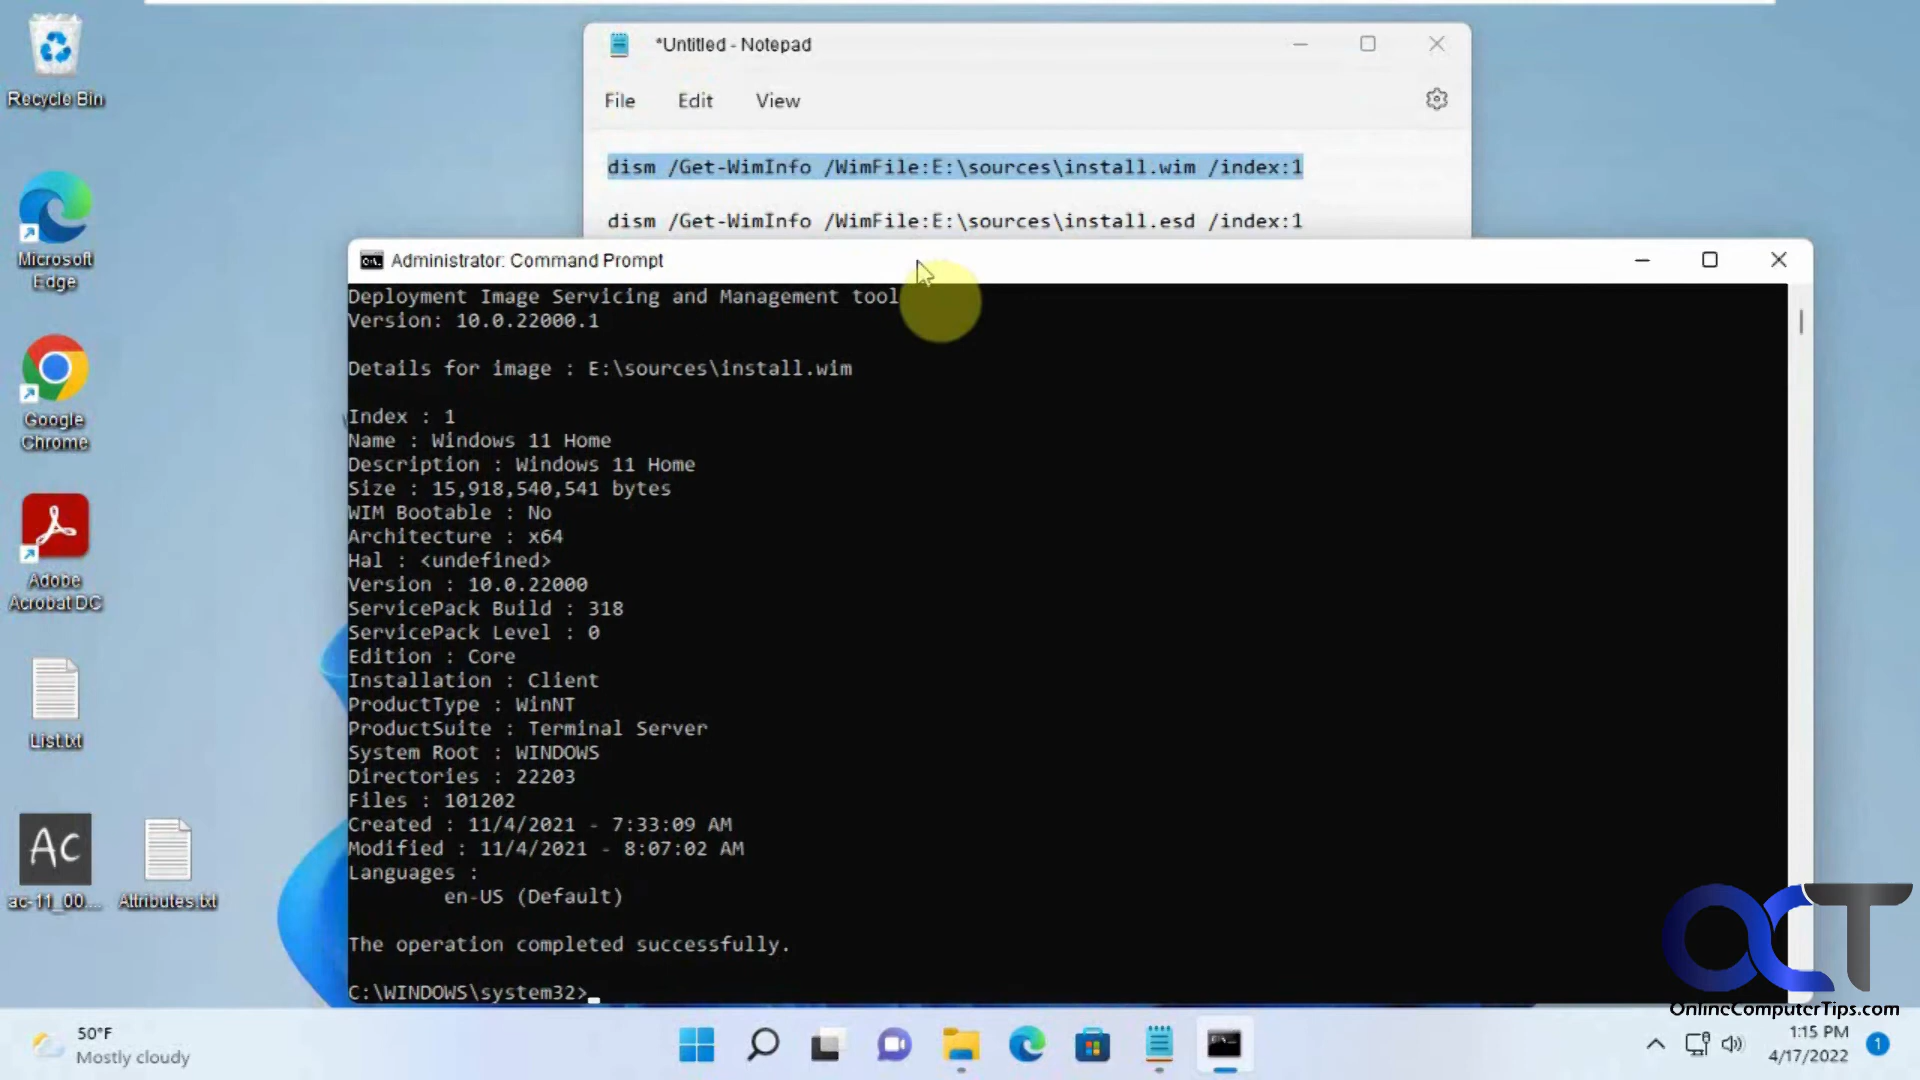 Recycle Bin
Microsoft
Edge
Google
Chrome
Adobe
Acrobat DC
List.txt
Ac
ac-11_00....
Attributes.txt
*Untitled - Notepad
File Edit View
dism /Get-WimInfo /WimFile:E:\sources\install.wim /index:1
dism /Get-WimInfo /WimFile:E:\sources\install.esd /index:1
Administrator: Command Prompt
Deployment Image Servicing and Management tool
Version: 10.0.22000.1
Details for image : E:\sources\install.wim
Index : 1
Name : Windows 11 Home
Description : Windows 11 Home
Size : 15,918,540,541 bytes
WIM Bootable : No
Architecture : x64
Hal : <undefined>
Version : 10.0.22000
ServicePack Build : 318
ServicePack Level : 0
Edition : Core
Installation : Client
ProductType : WinNT
ProductSuite : Terminal Server
System Root : WINDOWS
Directories : 22203
Files : 101202
Created : 11/4/2021 - 7:33:09 AM
Modified : 11/4/2021 - 8:07:02 AM
Languages :
en-US (Default)
The operation completed successfully.
C:\WINDOWS\system32>
OCT
OnlineComputerTips.com
50°F
Mostly cloudy
1:15 PM
4/17/2022
1